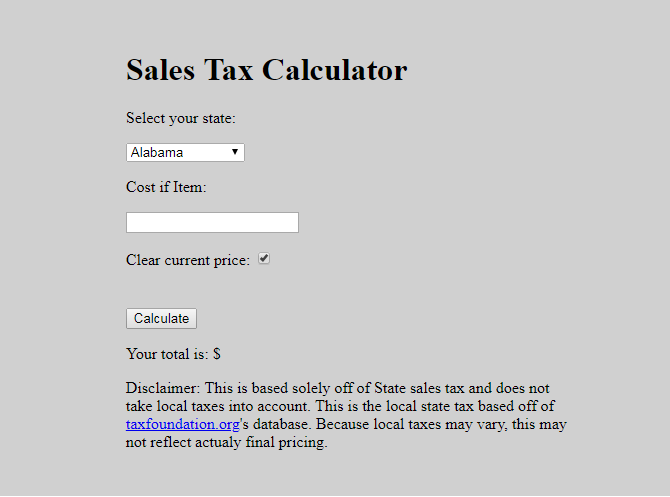 Sales Tax Calculator
Select your state:
Alabama
Cost if Item:
Clear current price:
Calculate
Your total is: $
Disclaimer: This is based solely off of State sales tax and does not
take local taxes into account. This is the local state tax based off of
taxfoundation.org's database. Because local taxes may vary, this may
not reflect actualy final pricing.